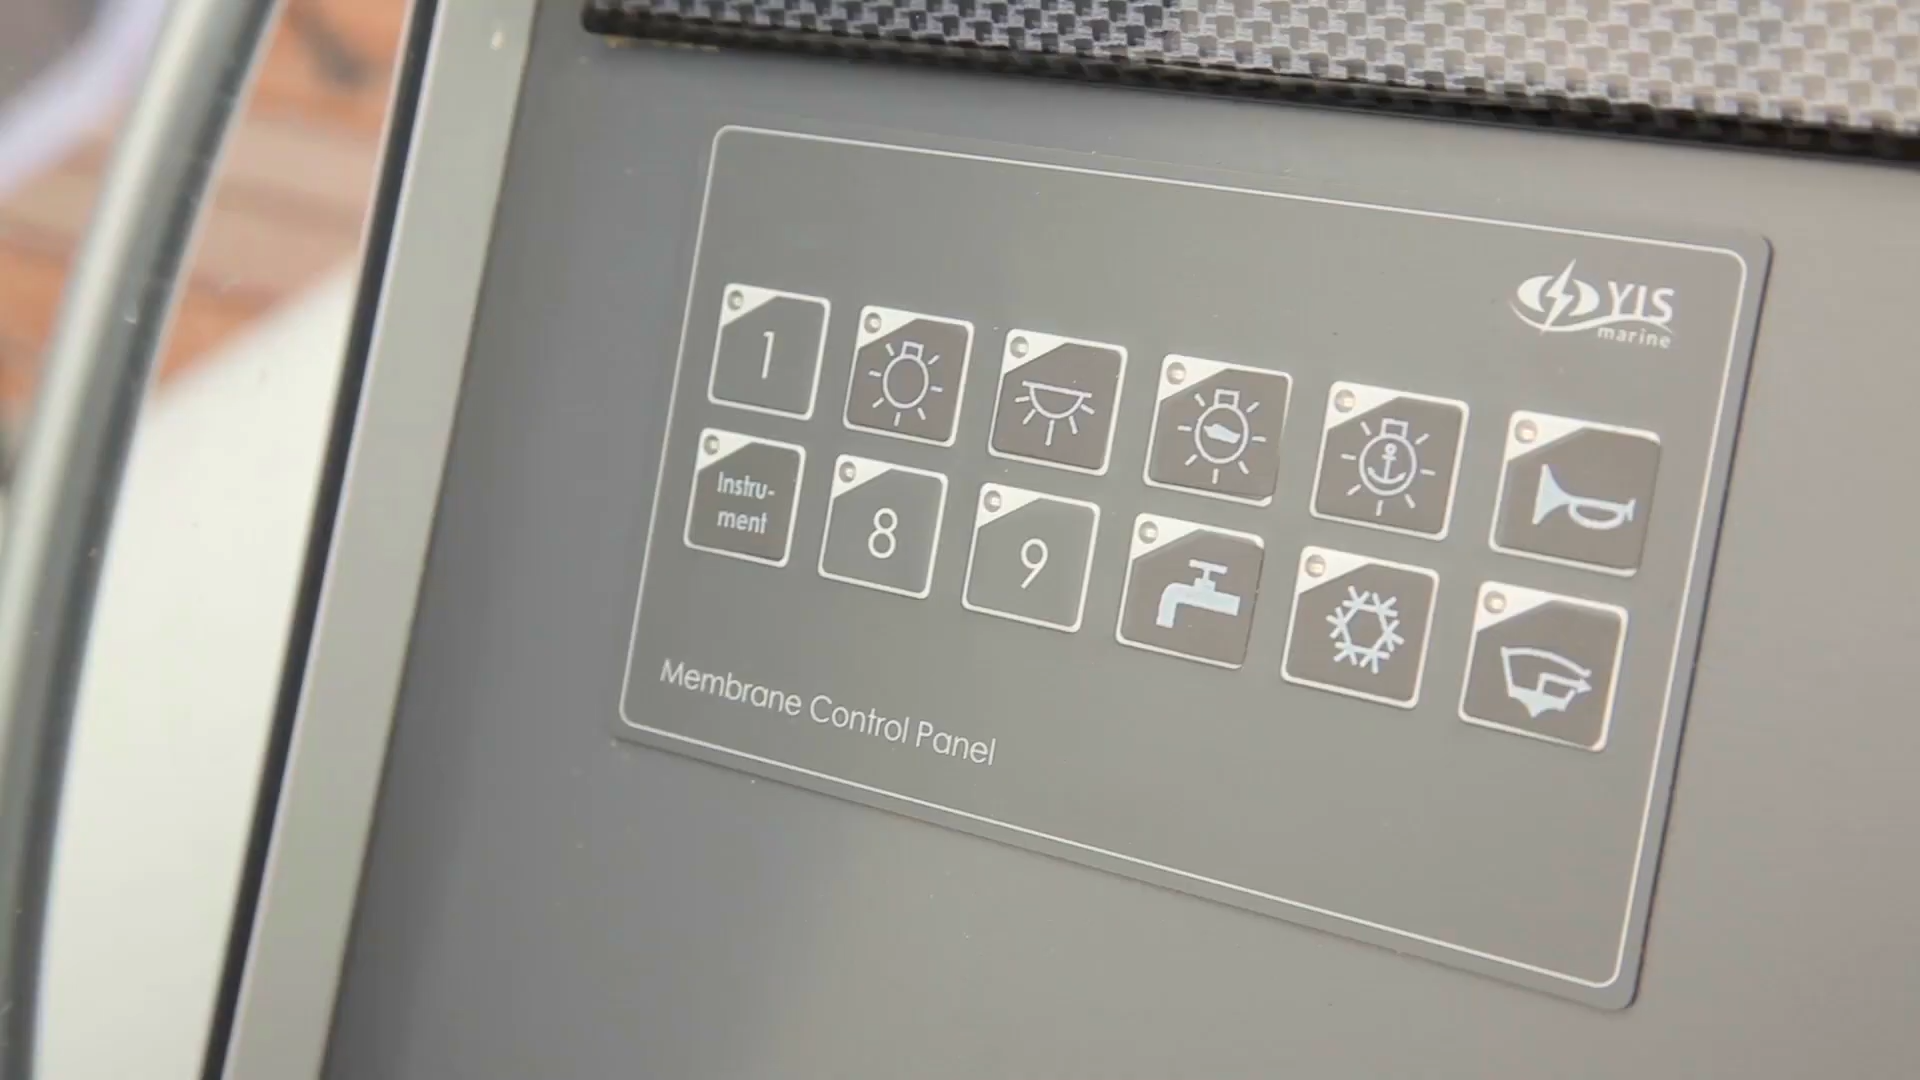 YIS
marine
1
Instru-
ment
8
9
Membrane Control Panel